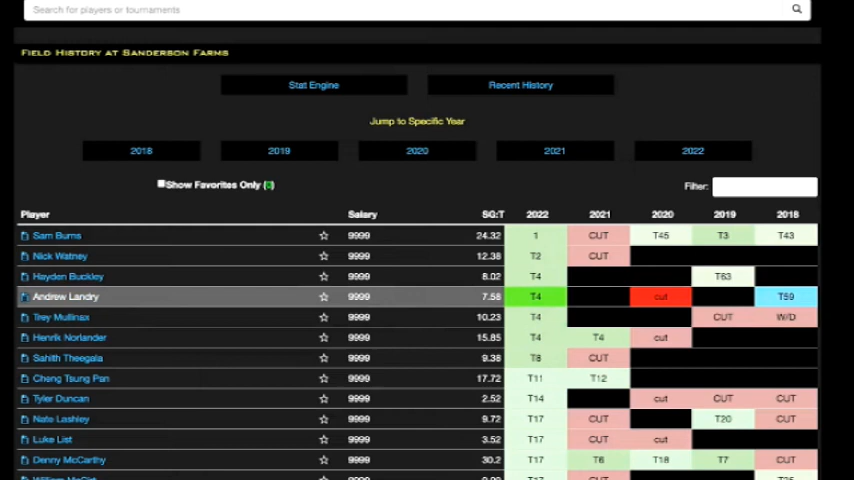 Search for players or tournaments
Field History at Sanderson Farms
Stat Engine Recent History
Jump to Specific Year
2018 2019 2020 2021 2022
Show Favorites Only
Filter:
Player Salary SG:T 2022 2021 2020 2019 2018
Sam Burns 9999 24.32 1 CUT T45 T3 T43
Nick Watney 9999 12.38 T2 CUT
Hayden Buckley 9999 8.02 T4 T63
Andrew Landry 9999 7.58 T4 cut T59
Trey Mullinax 9999 10.23 T4 CUT W/D
Henrik Norlander 9999 15.85 T4 T4 cut
Sahith Theegala 9999 9.38 T8 CUT
Cheng Tsung Pan 9999 17.72 T11 T12
Tyler Duncan 9999 2.52 T14 cut CUT CUT
Nate Lashley 9999 9.72 T17 CUT T20 CUT
Luke List 9999 3.52 T17 CUT cut
Denny McCarthy 9999 30.2 T17 T6 T18 T7 CUT